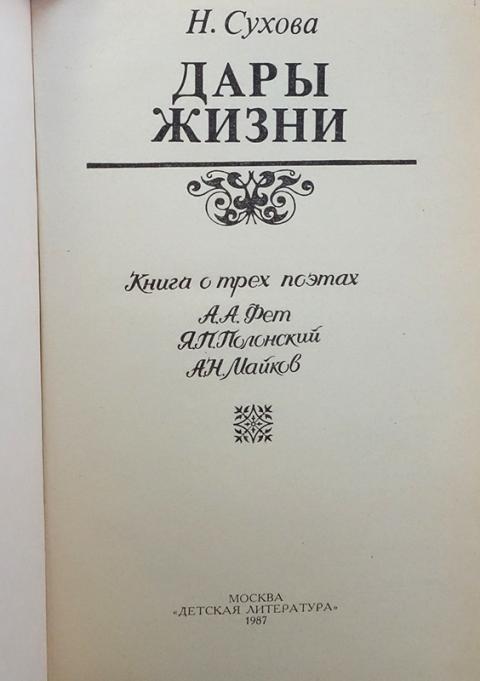 Н. Сухова
ДАРЫ
ЖИЗНИ
Книга о трех поэтах
А.А. Фет
Я.П. Полонский
А.Н. Майков
МОСКВА
«ДЕТСКАЯ ЛИТЕРАТУРА»
1987